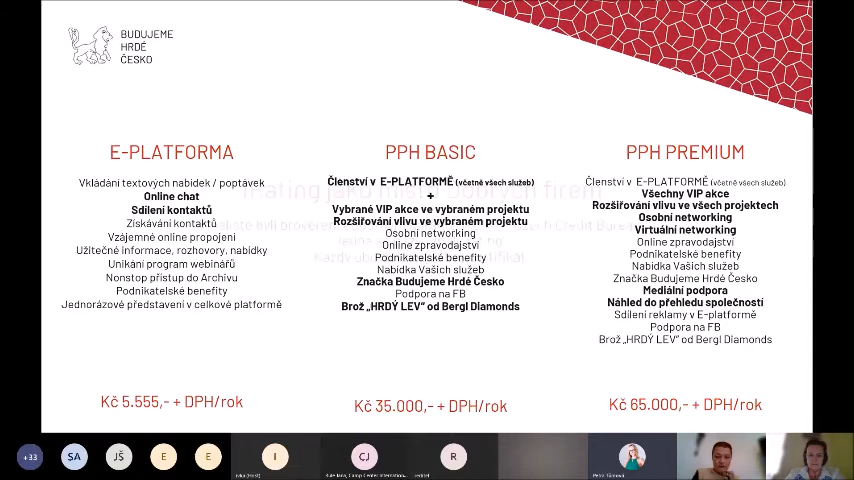 BUDUJEME
HRDÉ
ČESKO
E-PLATFORMA
Vkládání textových nabídek / poptávek
Online chat
Sdílení kontaktů
Získávání kontaktů
Vzájemné online propojení
Užitečné informace, rozhovory, nabídky
Unikání program webinářů
Nonstop přístup do Archivu
Podnikatelské benefity
Jednorázové představení v celkové platformě
Kč 5.555,- + DPH/rok
PPH BASIC
Členství v E-PLATFORMĚ (včetně všech služeb)
+
Vybrané VIP akce ve vybraném projektu
Rozšiřování vlivu ve vybraném projektu
Osobní networking
Online zpravodajství
Podnikatelské benefity
Nabídka Vašich služeb
Značka Budujeme Hrdé Česko
Podpora na FB
Brož „HRDÝ LEV" od Bergl Diamonds
Kč 35.000,- + DPH/rok
PPH PREMIUM
Členství v E-PLATFORMĚ (včetně všech služeb)
Všechny VIP akce
Rozšiřování vlivu ve všech projektech
Osobní networking
Virtuální networking
Online zpravodajství
Podnikatelské benefity
Nabídka Vašich služeb
Značka Budujeme Hrdé Česko
Mediální podpora
Náhled do přehledu společností
Sdílení reklamy v E-platformě
Podpora na FB
Brož „HRDÝ LEV" od Bergl Diamonds
Kč 65.000,- + DPH/rok
+33
SA
JŠ
E
E
I
CJ
R
Petra Tůmová